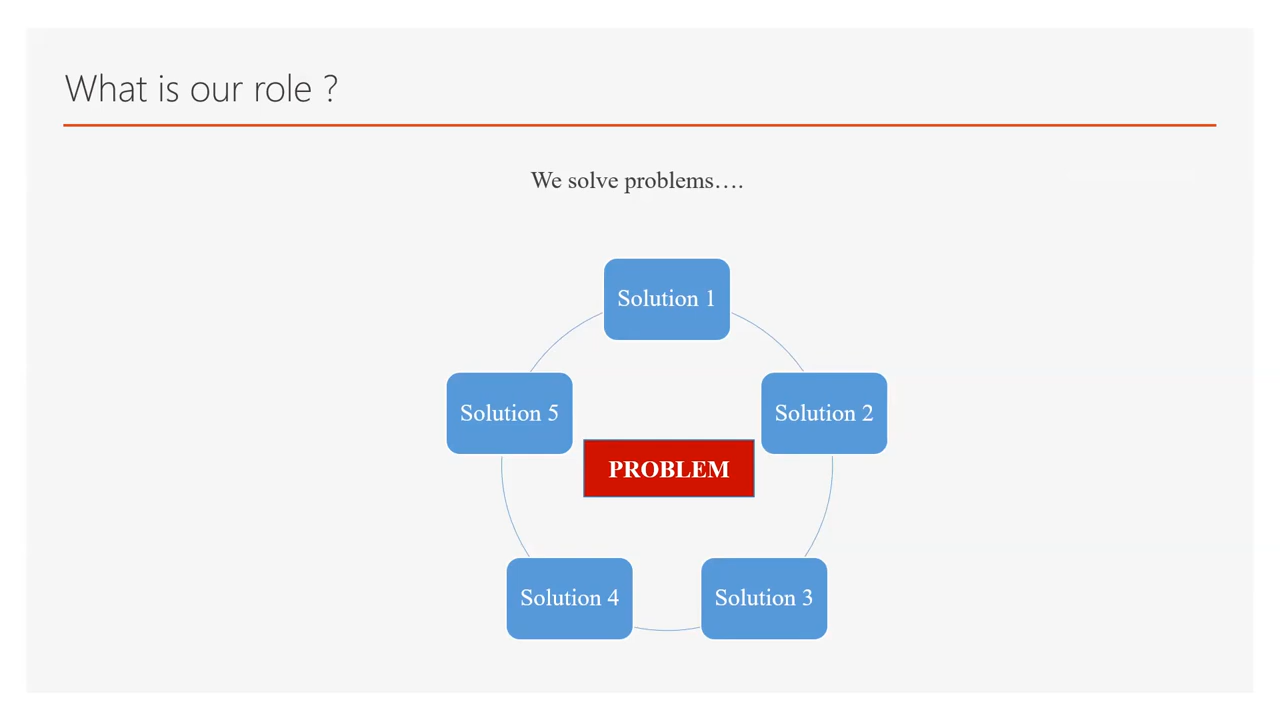 What is our role ?
We solve problems….
Solution 1
Solution 5
Solution 2
PROBLEM
Solution 4
Solution 3